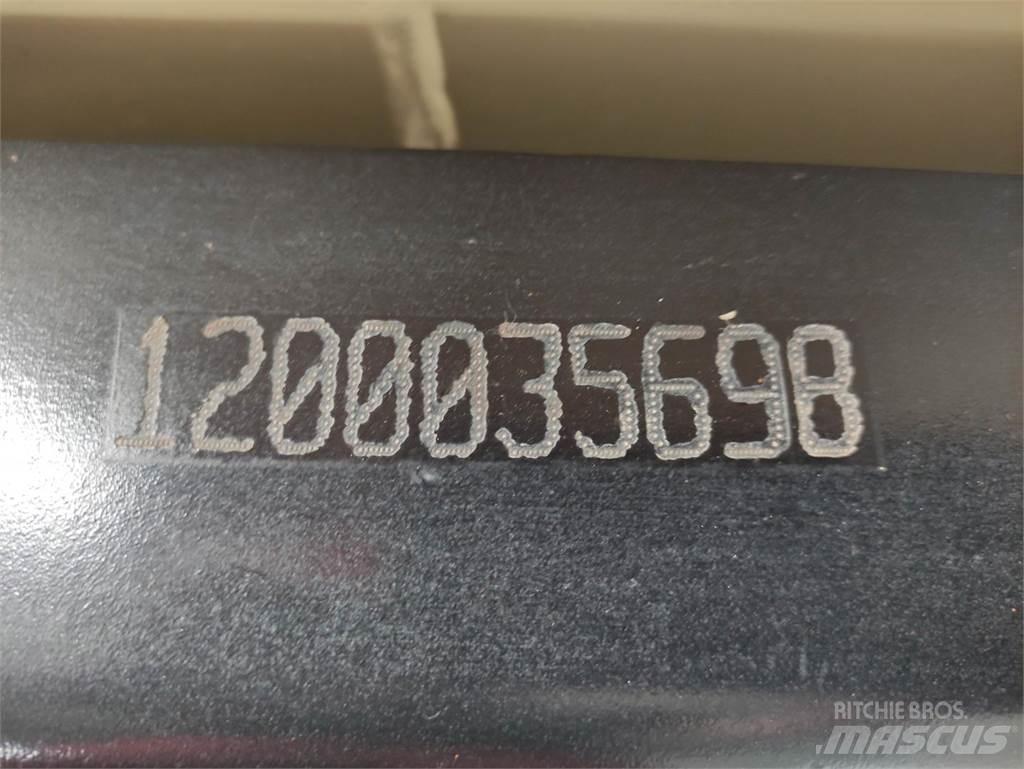 1200035698
RITCHIE BROS.
MASCUS